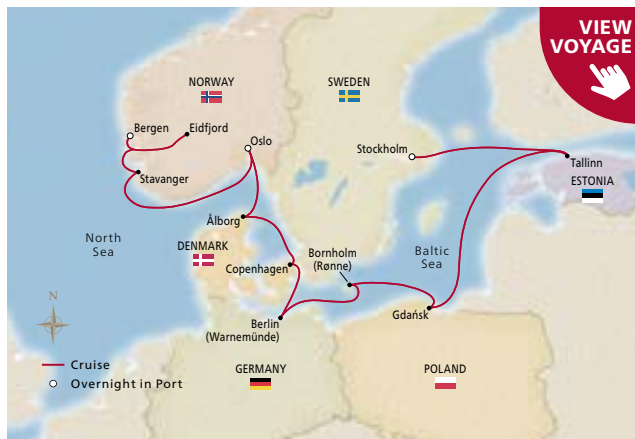 VIEW
VOYAGE
NORWAY
SWEDEN
Bergen
Eidfjord
Oslo
Stockholm
Tallinn
ESTONIA
Stavanger
Ålborg
North
Sea
DENMARK
Copenhagen
Bornholm
(Rønne)
Baltic
Sea
N
Berlin
(Warnemünde)
Gdańsk
Cruise
Overnight in Port
GERMANY
POLAND